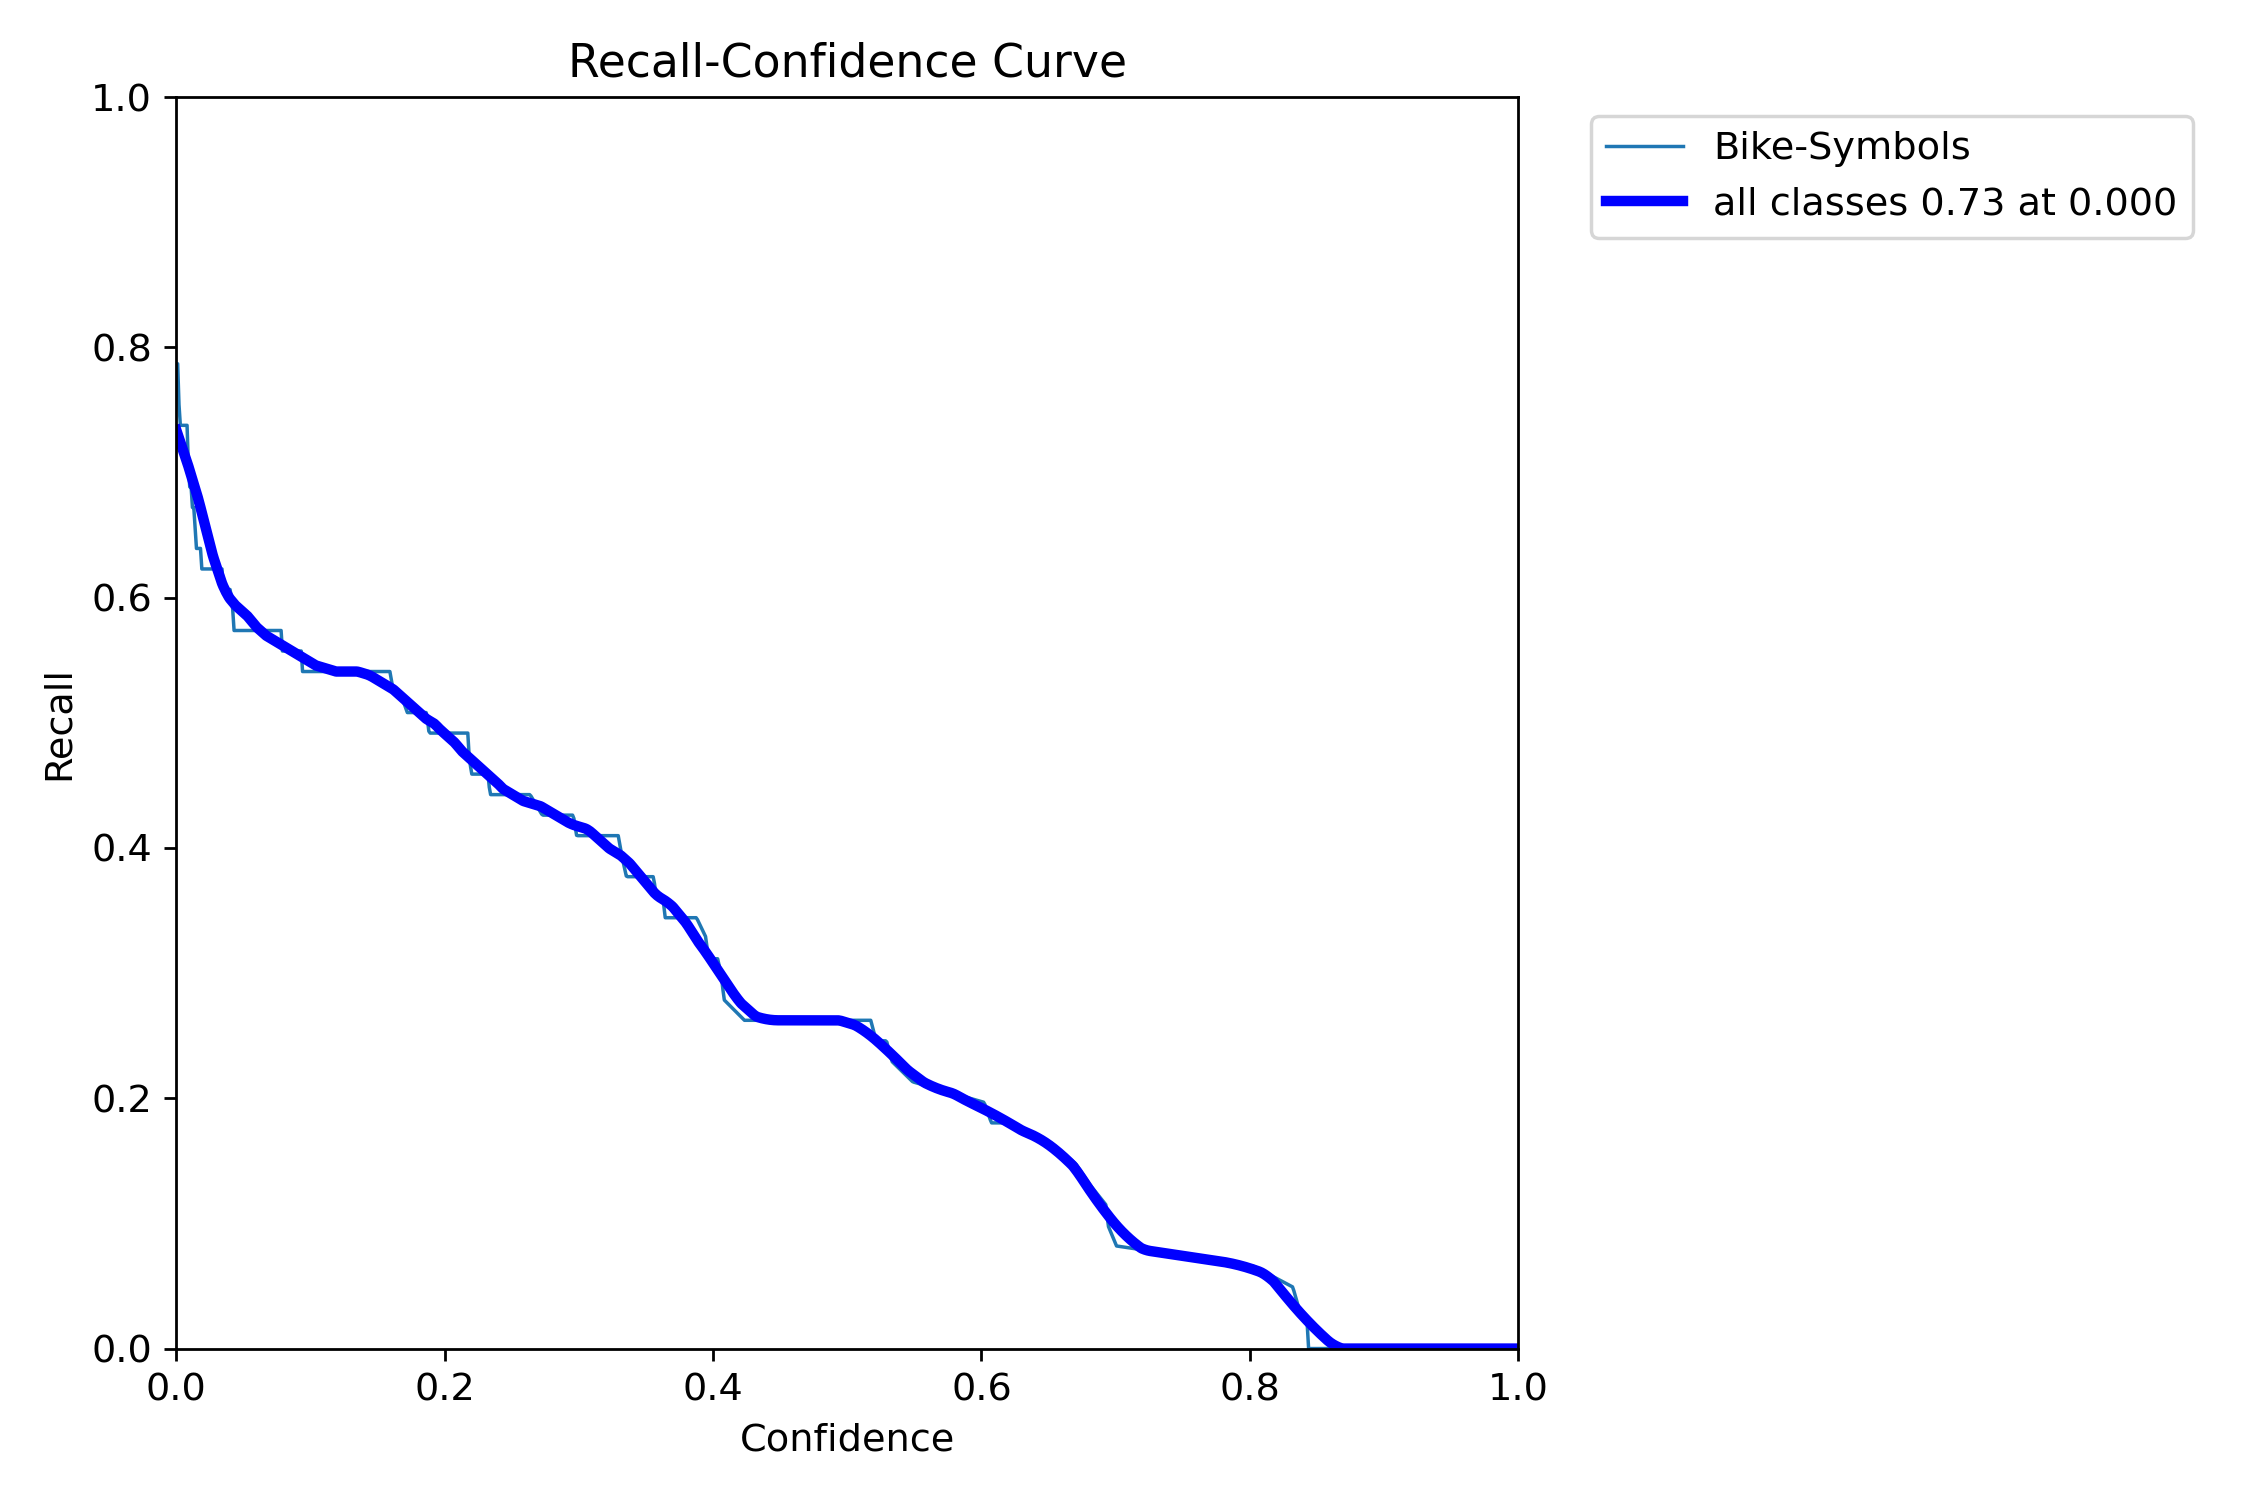 Recall-Confidence Curve
1.0
0.8
0.6
0.4
0.2
0.0
Recall
0.0 0.2 0.4 0.6 0.8 1.0
Confidence
Bike-Symbols
all classes 0.73 at 0.000